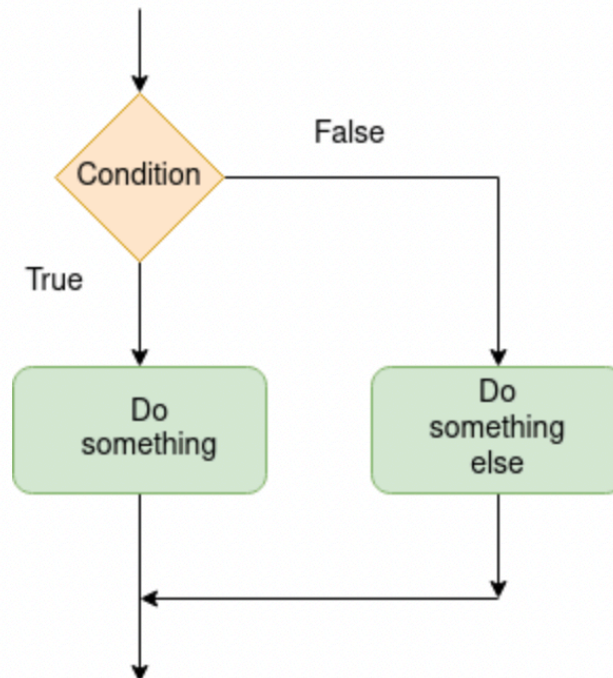 False
Condition
True
Do
something
Do
something
else